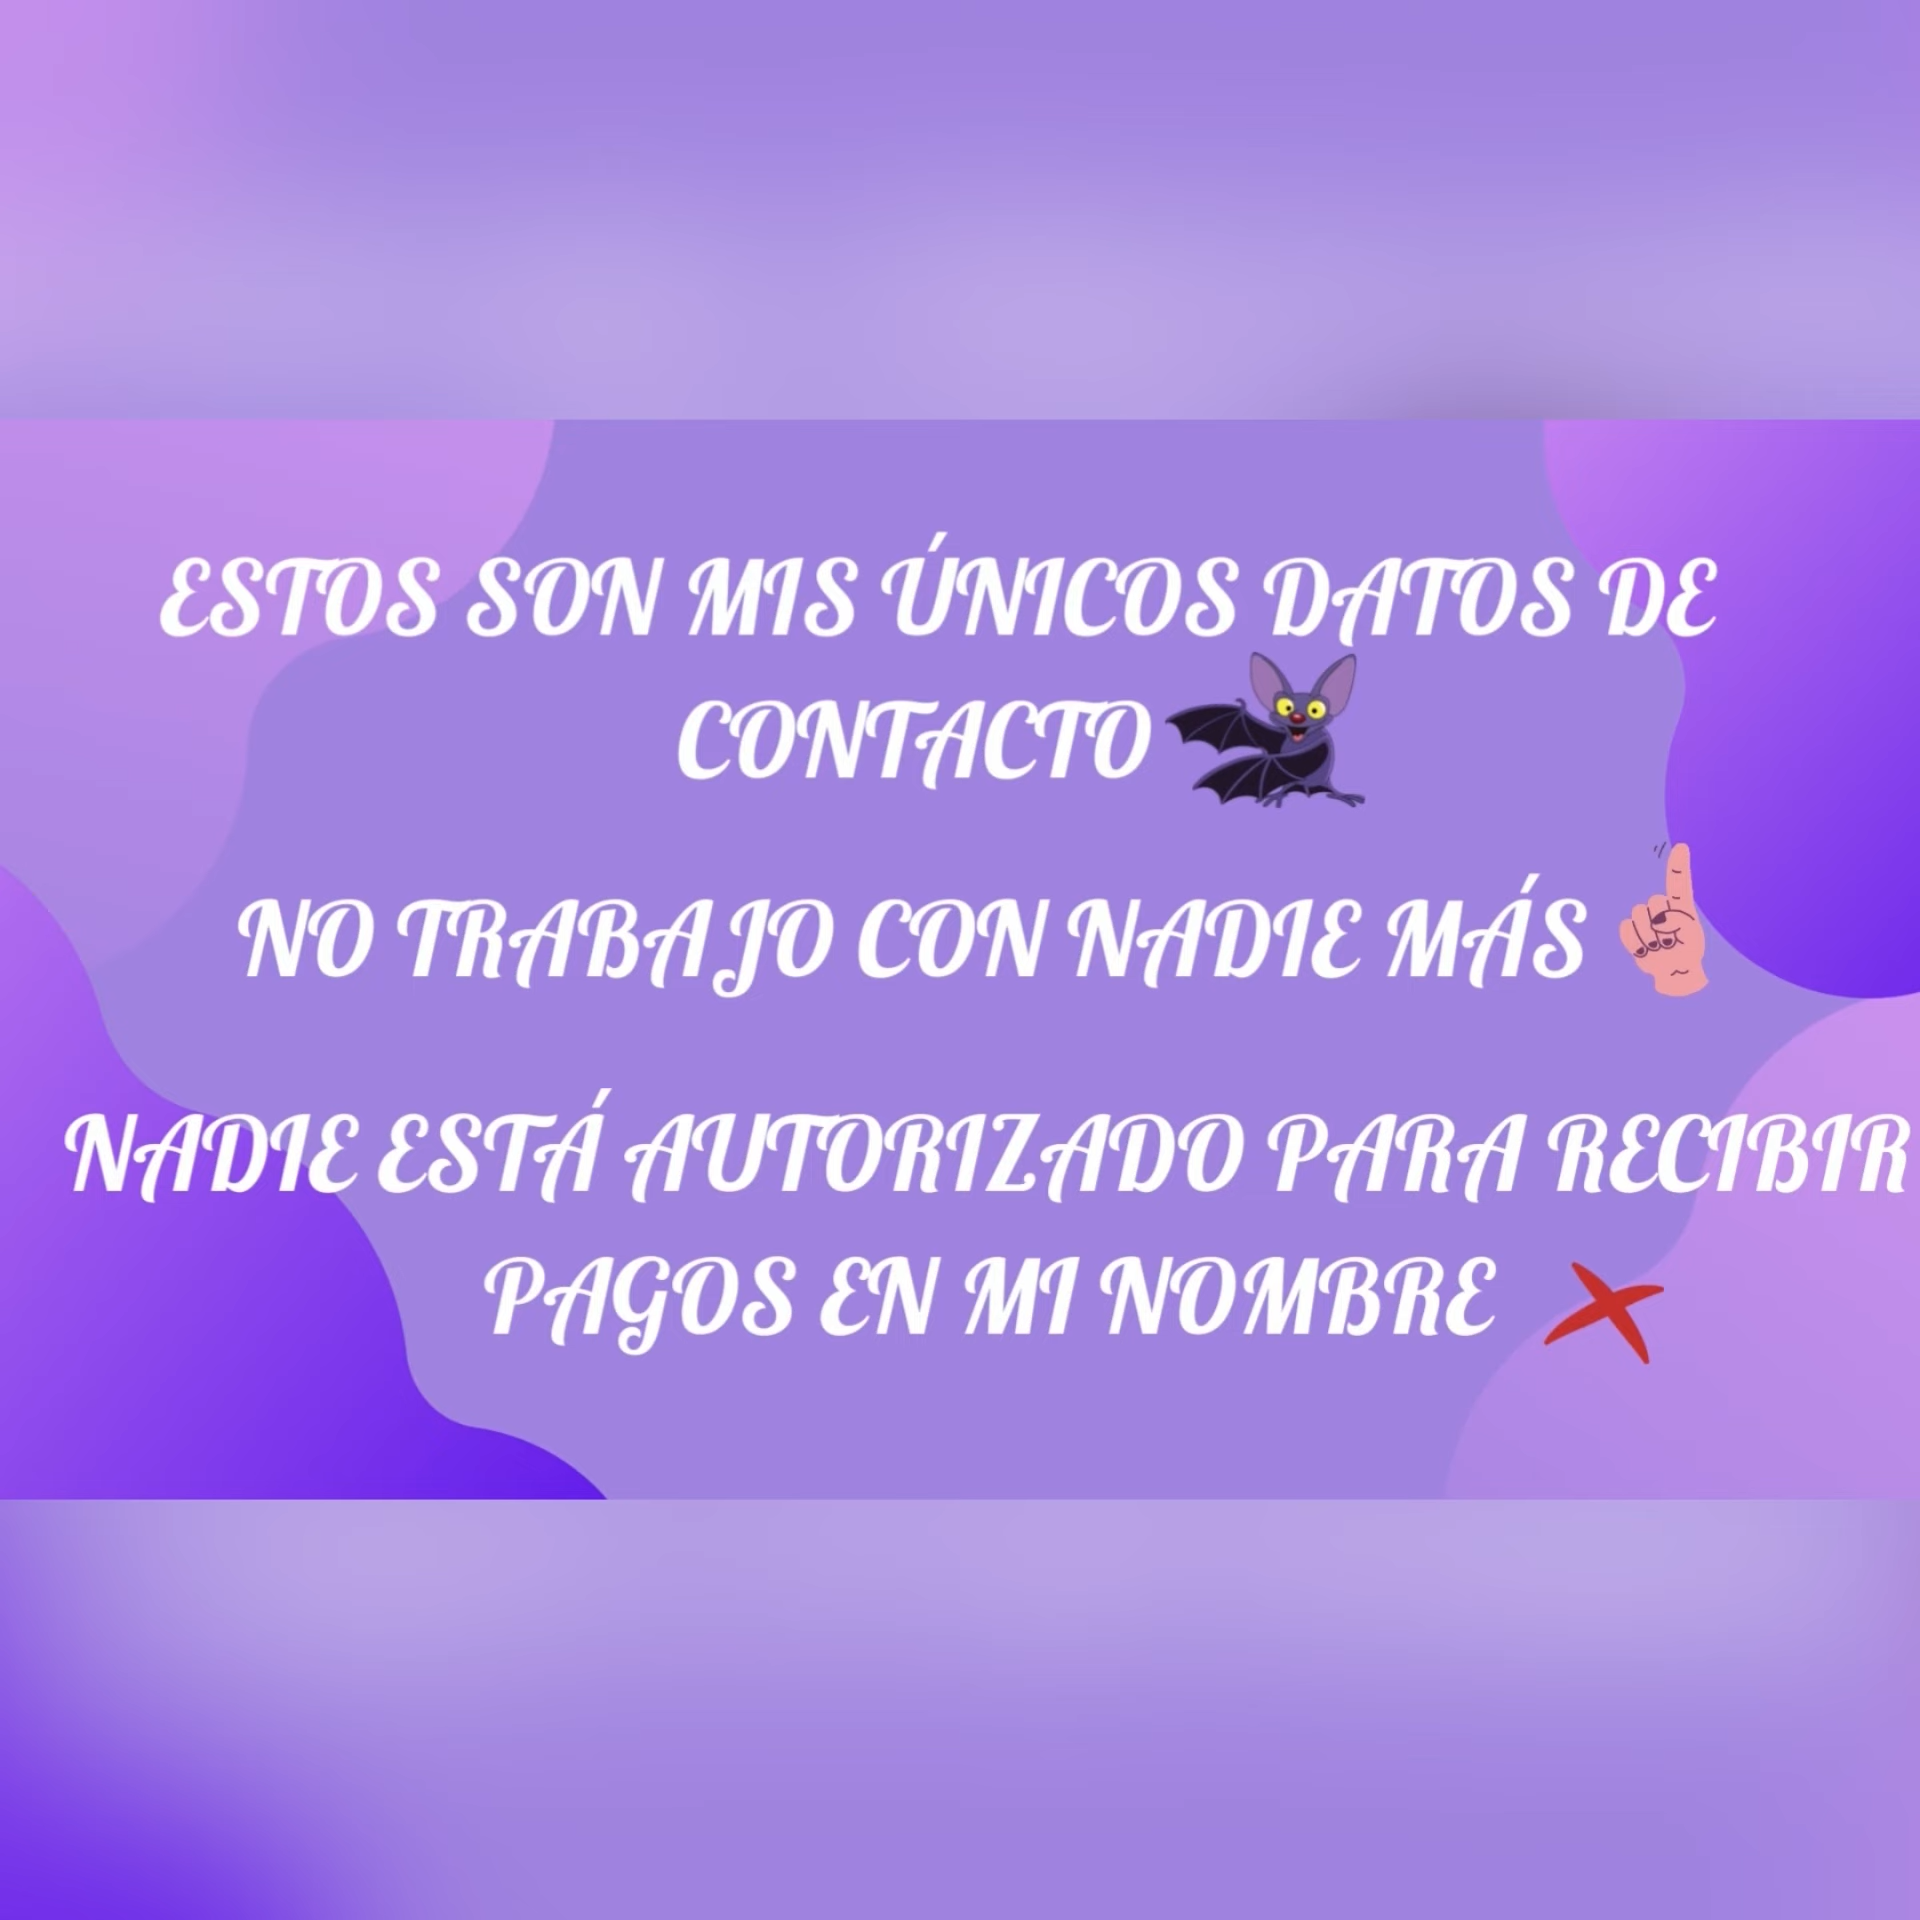 ESTOS SON MIS ÚNICOS DATOS DE
CONTACTO
NO TRABAJO CON NADIE MÁS
NADIE ESTÁ AUTORIZADO PARA RECIBIR
PAGOS EN MI NOMBRE